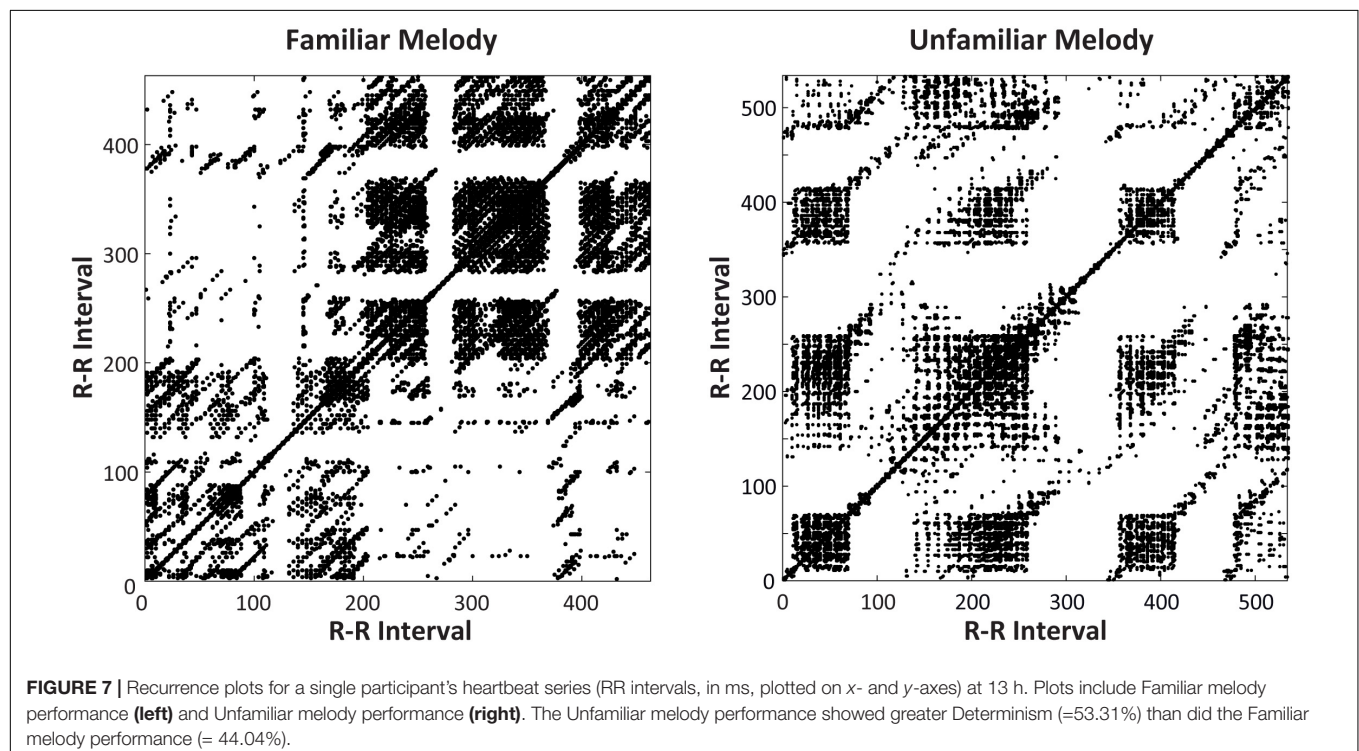 Familiar Melody
400
300
200
100
0
0 100 200 300 400
R-R Interval
R-R Interval
Unfamiliar Melody
500
400
300
200
100
0
0 100 200 300 400 500
R-R Interval
R-R Interval
FIGURE 7 | Recurrence plots for a single participant's heartbeat series (RR intervals, in ms, plotted on x- and y-axes) at 13 h. Plots include Familiar melody
performance (left) and Unfamiliar melody performance (right). The Unfamiliar melody performance showed greater Determinism (=53.31%) than did the Familiar
melody performance (= 44.04%).